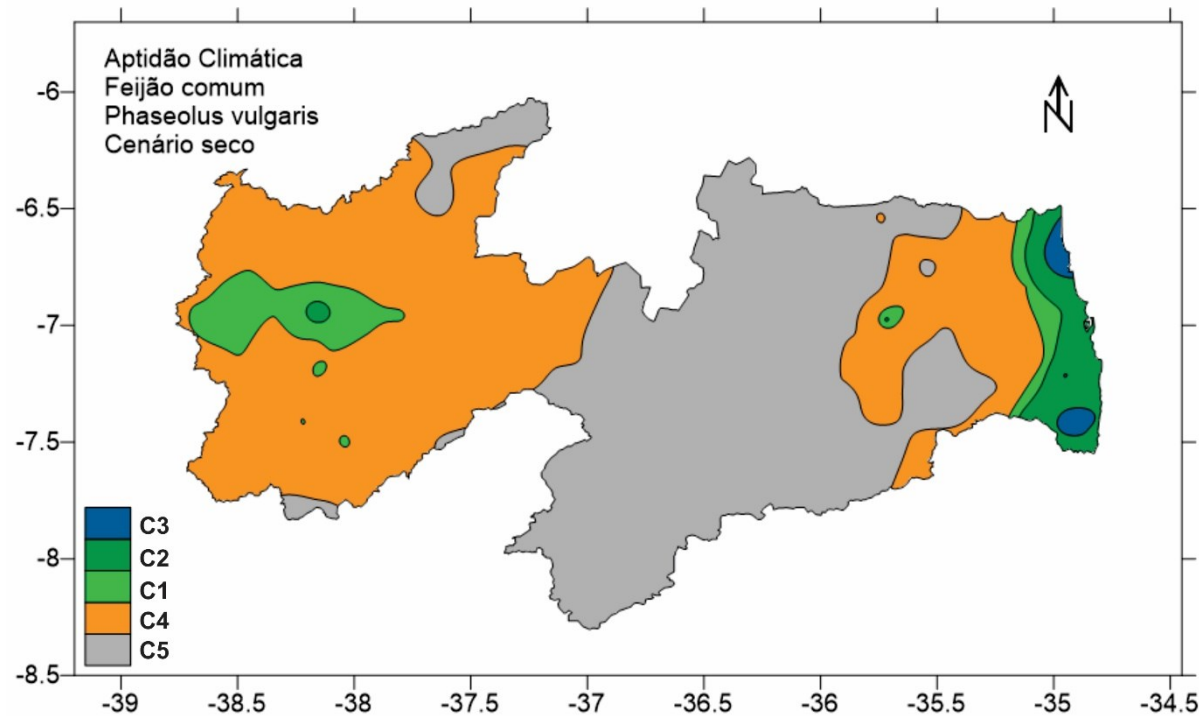 Aptidão Climática
Feijão comum
Phaseolus vulgaris
Cenário seco
N
-6
-6.5
-7
-7.5
-8
-8.5
C3
C2
C1
C4
C5
-39
-38.5
-38
-37.5
-37
-36.5
-36
-35.5
-35
-34.5